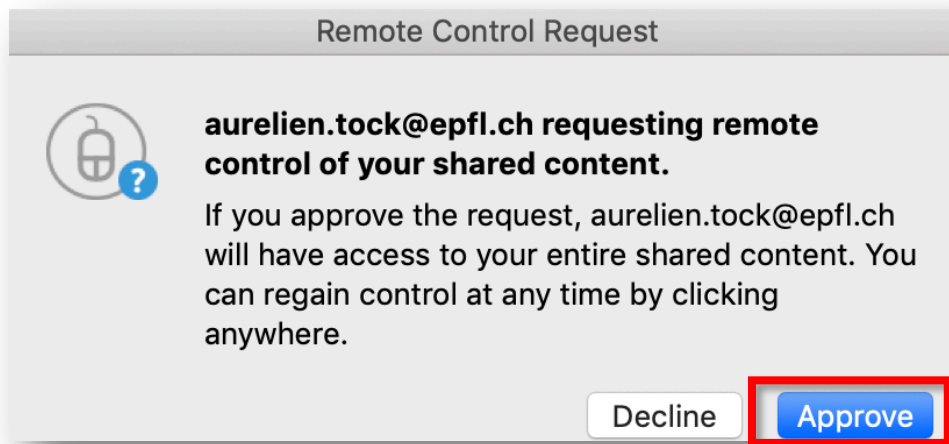 Remote Control Request
aurelien.tock@epfl.ch requesting remote
control of your shared content.
If you approve the request, aurelien.tock@epfl.ch
will have access to your entire shared content. You
can regain control at any time by clicking
anywhere.
?
Decline
Approve